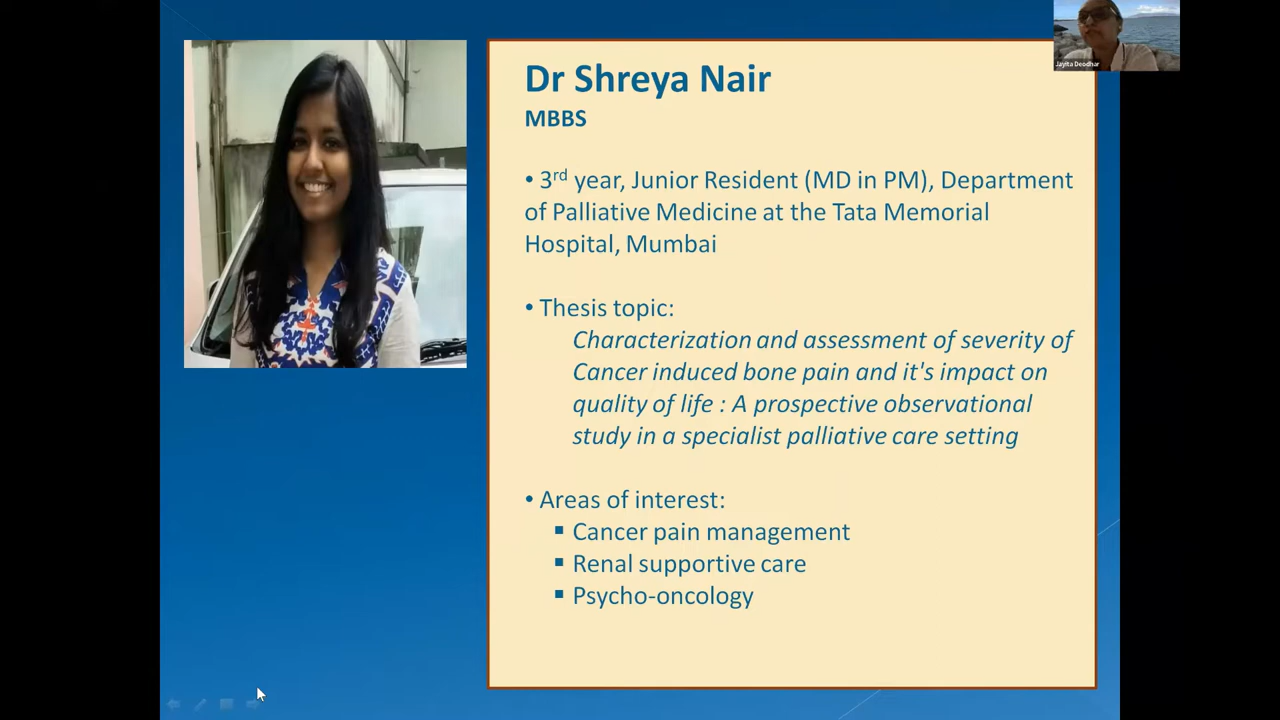 Dr Shreya Nair
MBBS
• 3rd year, Junior Resident (MD in PM), Department
of Palliative Medicine at the Tata Memorial
Hospital, Mumbai
• Thesis topic:
Characterization and assessment of severity of
Cancer induced bone pain and it's impact on
quality of life : A prospective observational
study in a specialist palliative care setting
• Areas of interest:
▪ Cancer pain management
▪ Renal supportive care
▪ Psycho-oncology
Jayita Deodhar